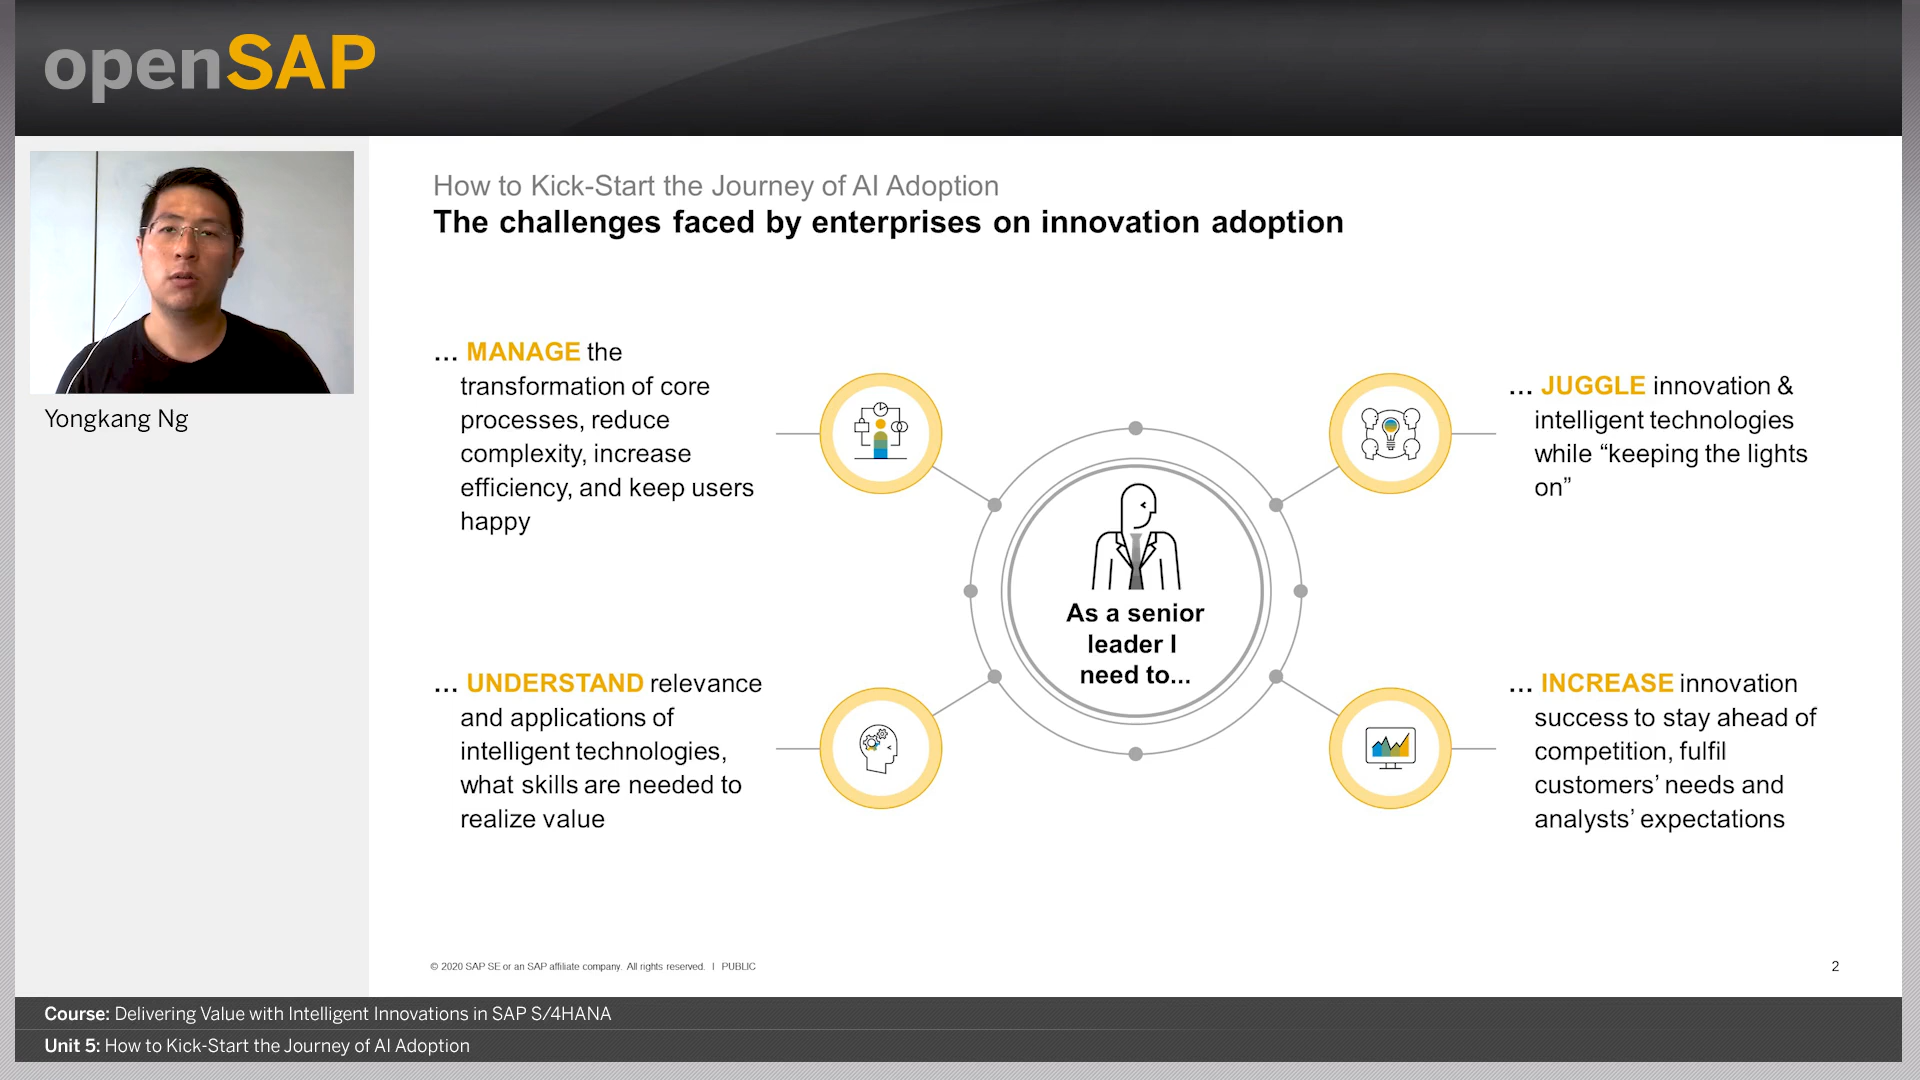 openSAP
Yongkang Ng
How to Kick-Start the Journey of AI Adoption
The challenges faced by enterprises on innovation adoption
... MANAGE the
transformation of core
processes, reduce
complexity, increase
efficiency, and keep users
happy
... JUGGLE innovation &
intelligent technologies
while “keeping the lights
on”
As a senior
leader I
need to...
... UNDERSTAND relevance
and applications of
intelligent technologies,
what skills are needed to
realize value
... INCREASE innovation
success to stay ahead of
competition, fulfil
customers’ needs and
analysts’ expectations
© 2020 SAP SE or an SAP affiliate company. All rights reserved. | PUBLIC
2
Course: Delivering Value with Intelligent Innovations in SAP S/4HANA
Unit 5: How to Kick-Start the Journey of AI Adoption